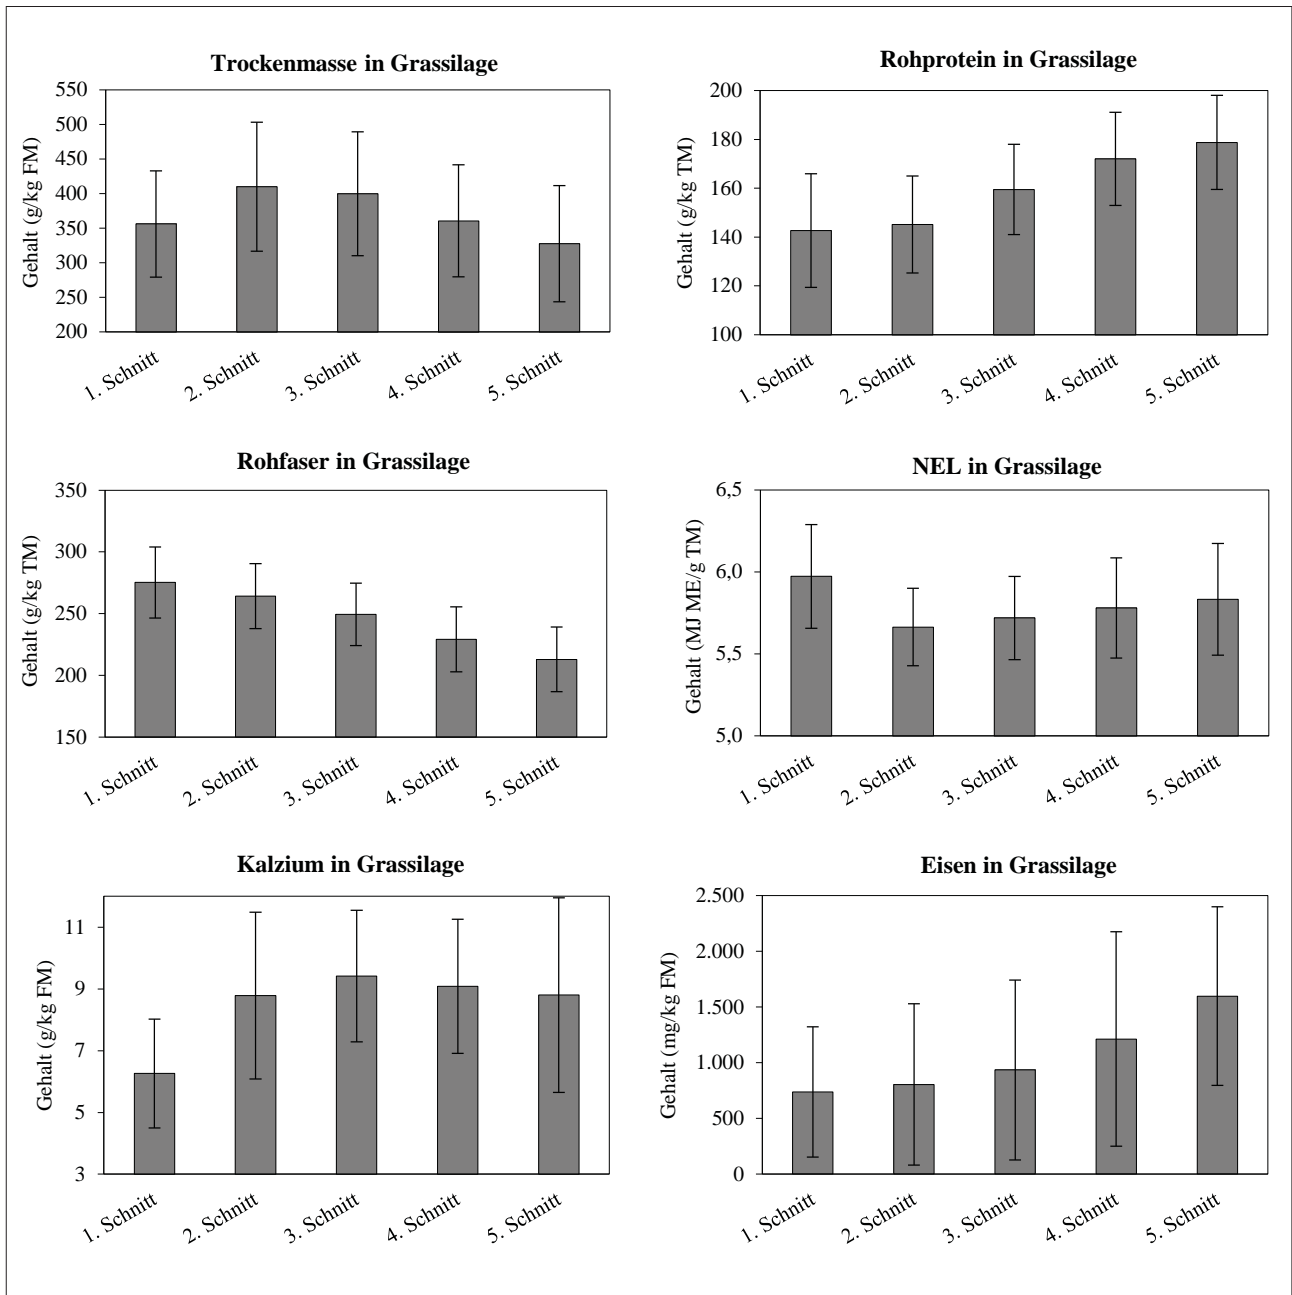 Trockenmasse in Grassilage
Gehalt (g/kg FM)
550
500
450
400
350
300
250
200
1. Schnitt
2. Schnitt
3. Schnitt
4. Schnitt
5. Schnitt
Rohprotein in Grassilage
Gehalt (g/kg TM)
200
180
160
140
120
100
1. Schnitt
2. Schnitt
3. Schnitt
4. Schnitt
5. Schnitt
Rohfaser in Grassilage
Gehalt (g/kg TM)
350
300
250
200
150
1. Schnitt
2. Schnitt
3. Schnitt
4. Schnitt
5. Schnitt
NEL in Grassilage
Gehalt (MJ ME/g TM)
6,5
6,0
5,5
5,0
1. Schnitt
2. Schnitt
3. Schnitt
4. Schnitt
5. Schnitt
Kalzium in Grassilage
Gehalt (g/kg FM)
11
9
7
5
3
1. Schnitt
2. Schnitt
3. Schnitt
4. Schnitt
5. Schnitt
Eisen in Grassilage
Gehalt (mg/kg FM)
2.500
2.000
1.500
1.000
500
0
1. Schnitt
2. Schnitt
3. Schnitt
4. Schnitt
5. Schnitt